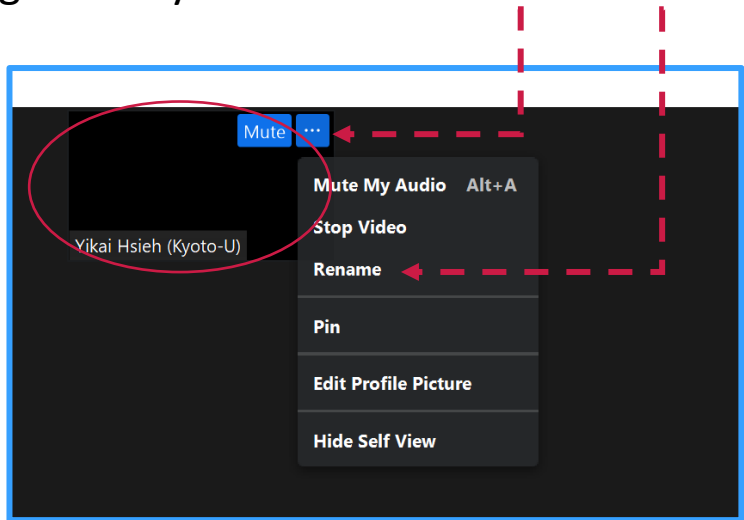 Mute ...
Mute My Audio Alt+A
Stop Video
Yikai Hsieh (Kyoto-U)
Rename
Pin
Edit Profile Picture
Hide Self View